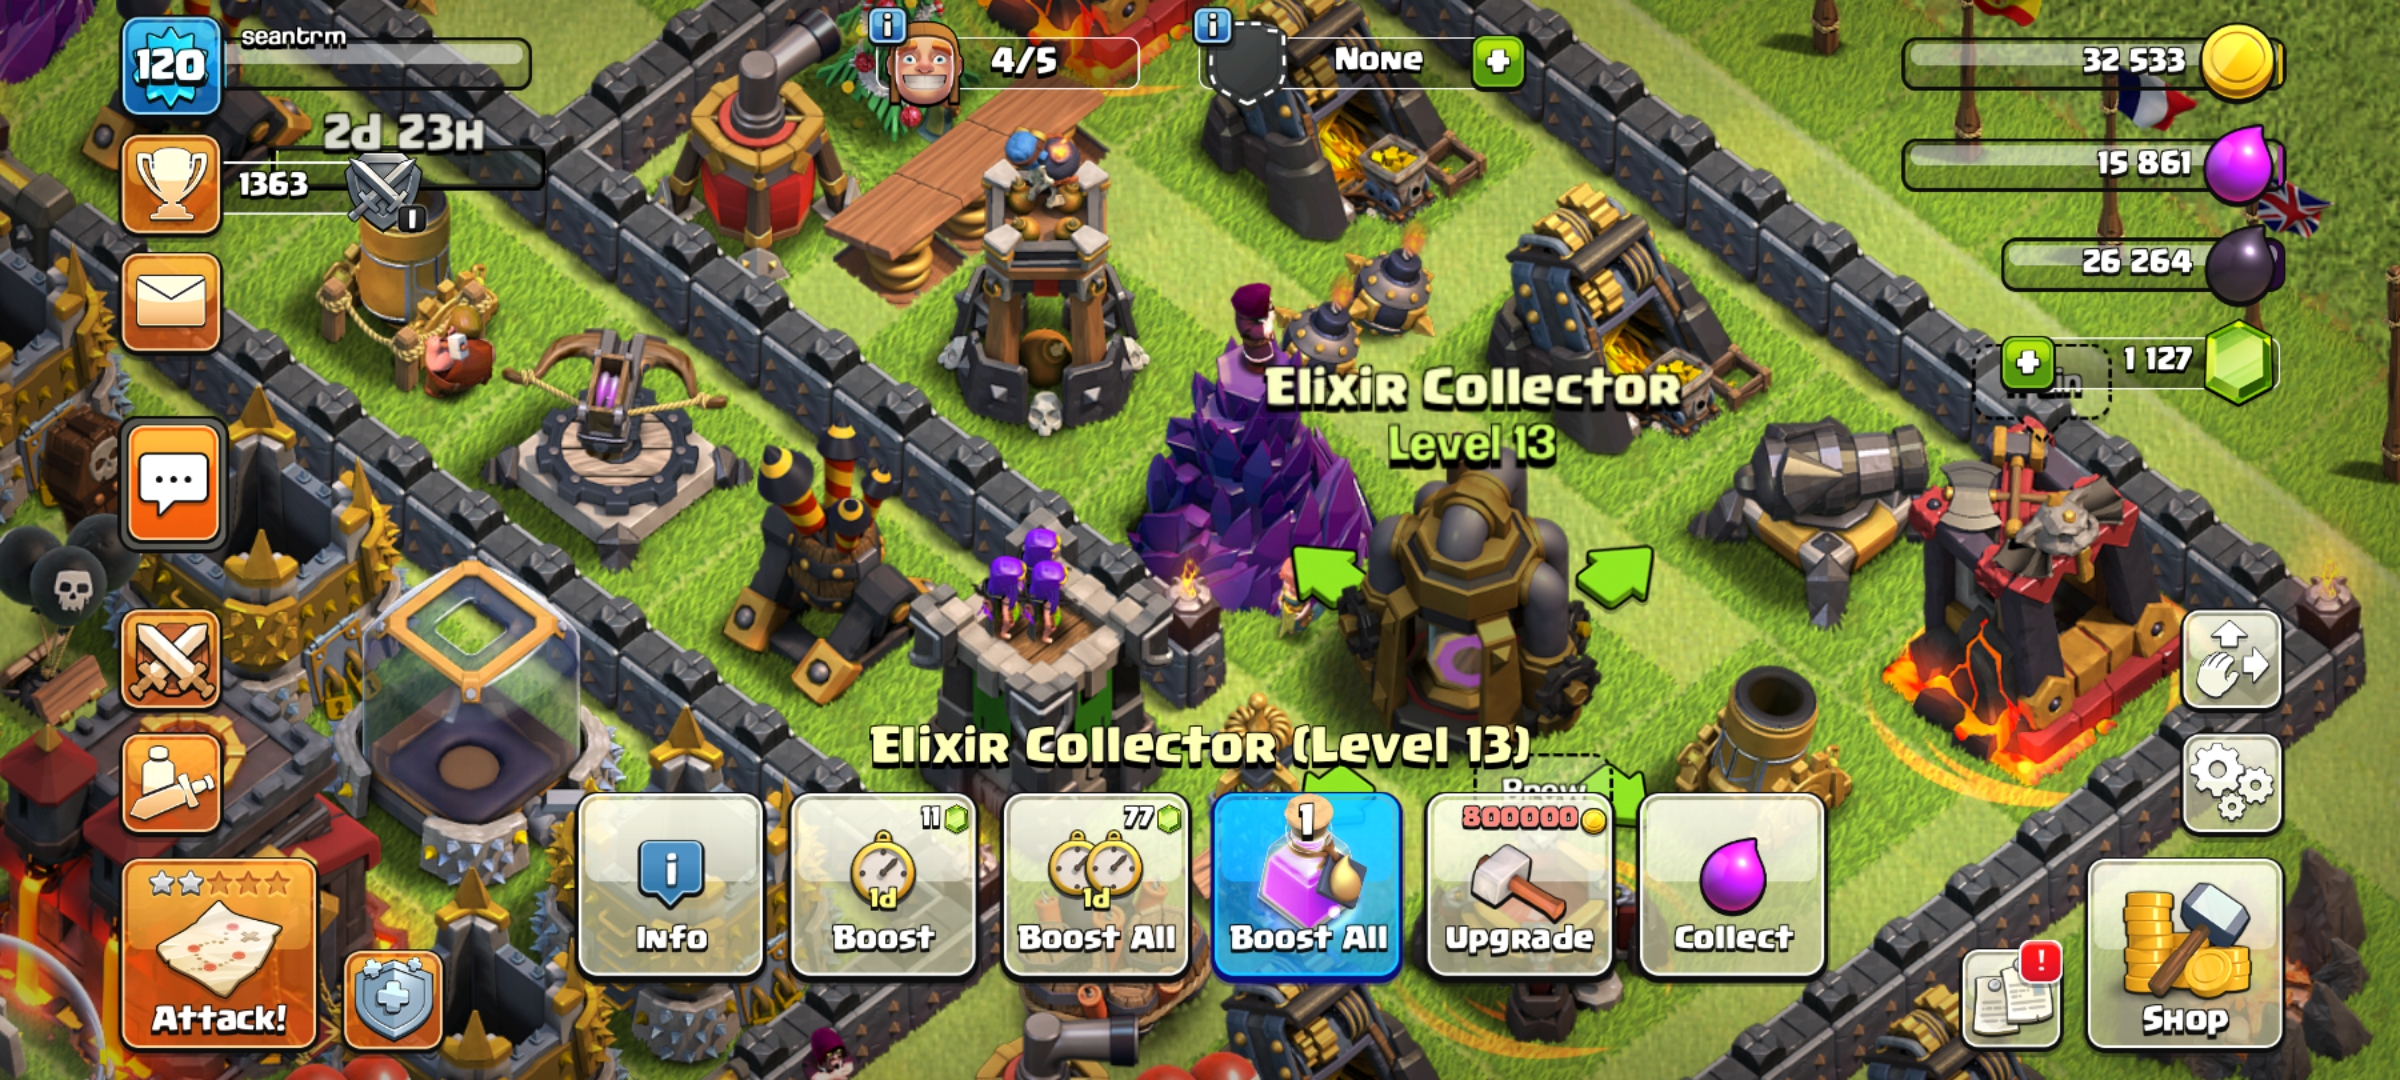 120
seantrm
4/5
None
32 533
2d 23h
1363
I
15 861
26 264
1 127
Elixir Collector
Level 13
Elixir Collector (Level 13)
11
77
1
800000
1d
1d
Info
Boost
Boost All
Boost All
Upgrade
Collect
!
Attack!
Shop